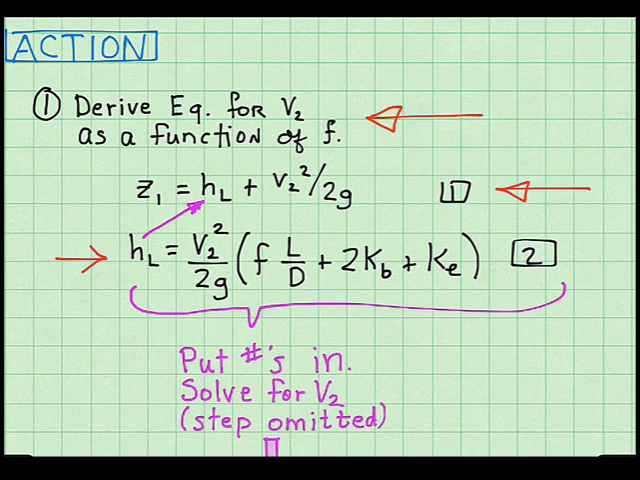 ACTION
① Derive Eq. for V₂
as a function of f.
Z₁ = h_L + V₂²/2g 1
h_L = V₂²/2g (f L/D + 2K_b + K_e) 2
Put #'s in.
Solve for V₂
(step omitted)